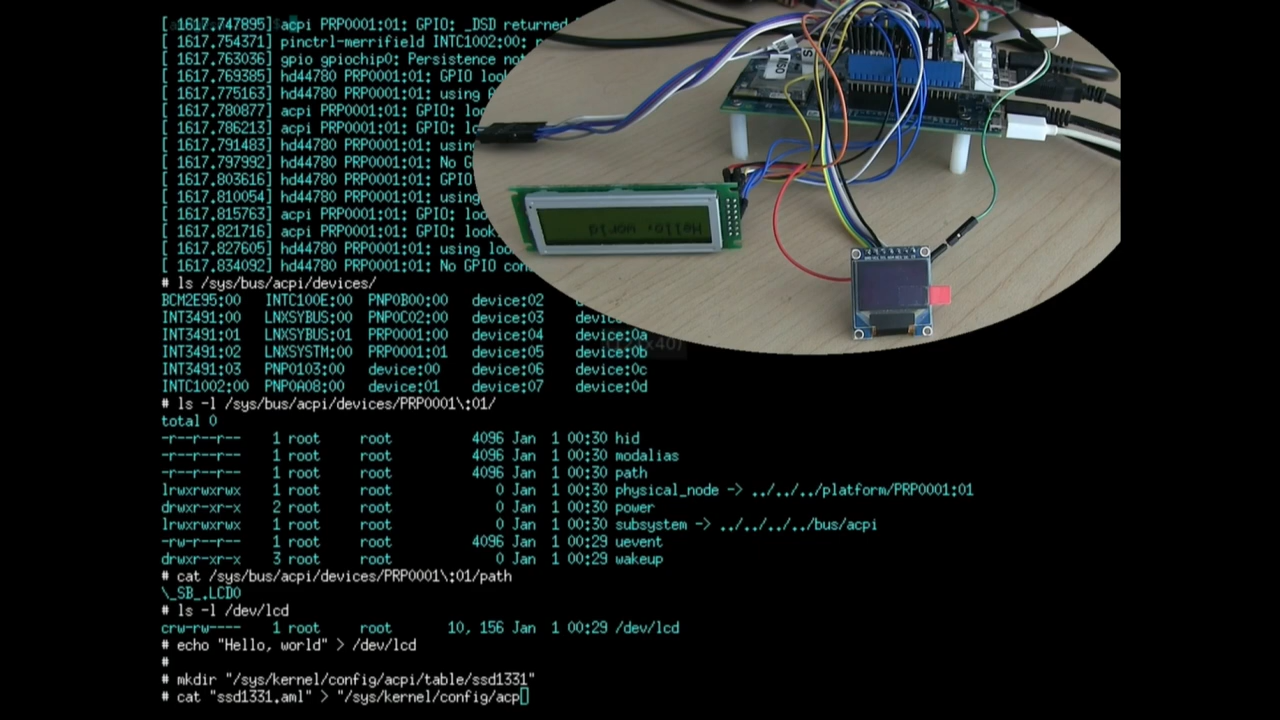 [ 1617.747895] acpi PRP0001:01: GPIO: _DSD returned
[ 1617.754371] pinctrl-merrifield INTC1002:00:
[ 1617.763036] gpio gpiochip0: Persistence not
[ 1617.769385] hd44780 PRP0001:01: GPIO
[ 1617.775163] hd44780 PRP0001:01: using
[ 1617.780877] acpi PRP0001:01: GPIO:
[ 1617.786213] acpi PRP0001:01: GPIO:
[ 1617.791483] hd44780 PRP0001:01:
[ 1617.797992] hd44780 PRP0001:01: No GPIO
[ 1617.803616] hd44780 PRP0001:01: GPIO
[ 1617.810054] hd44780 PRP0001:01: using
[ 1617.815763] acpi PRP0001:01: GPIO:
[ 1617.821716] acpi PRP0001:01: GPIO:
[ 1617.827605] hd44780 PRP0001:01: using
[ 1617.834092] hd44780 PRP0001:01: No GPIO
Hello, world
# ls /sys/bus/acpi/devices/
BCM2E95:00 INTC100E:00 PNP0B00:00 device:02
INT3491:00 LNXSYBUS:00 PNP0C02:00 device:03
INT3491:01 LNXSYBUS:01 PRP0001:00 device:04 device:0a
INT3491:02 LNXSYSTM:00 PRP0001:01 device:05 device:0b
INT3491:03 PNP0103:00 device:00 device:06 device:0c
INTC1002:00 PNP0A08:00 device:01 device:07 device:0d
# ls -l /sys/bus/acpi/devices/PRP0001\:01/
total 0
-r--r--r-- 1 root root 4096 Jan 1 00:30 hid
-r--r--r-- 1 root root 4096 Jan 1 00:30 modalias
-r--r--r-- 1 root root 4096 Jan 1 00:30 path
lrwxrwxrwx 1 root root 0 Jan 1 00:30 physical_node -> ../../../platform/PRP0001:01
drwxr-xr-x 2 root root 0 Jan 1 00:30 power
lrwxrwxrwx 1 root root 0 Jan 1 00:30 subsystem -> ../../../../bus/acpi
-rw-r--r-- 1 root root 4096 Jan 1 00:29 uevent
drwxr-xr-x 3 root root 0 Jan 1 00:29 wakeup
# cat /sys/bus/acpi/devices/PRP0001\:01/path
\_SB_.LCD0
# ls -l /dev/lcd
crw-rw---- 1 root root 10, 156 Jan 1 00:29 /dev/lcd
# echo "Hello, world" > /dev/lcd
#
# mkdir "/sys/kernel/config/acpi/table/ssd1331"
# cat "ssd1331.aml" > "/sys/kernel/config/acp